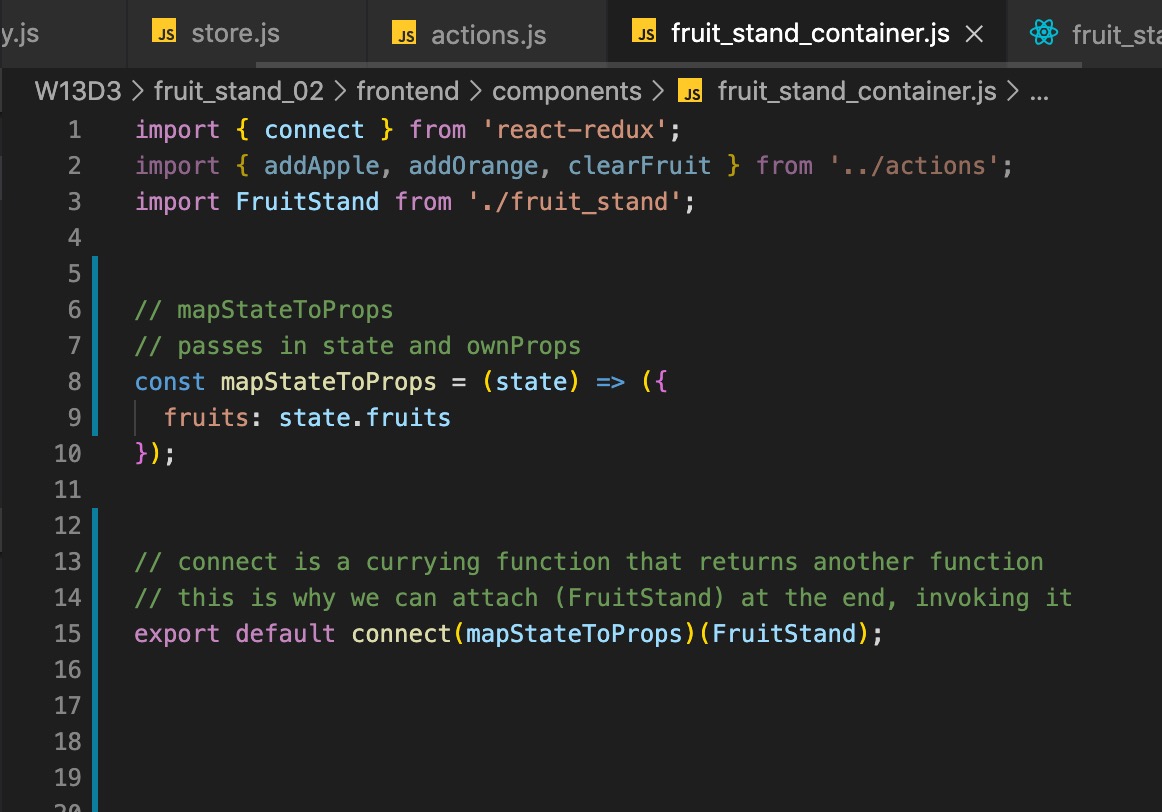 y.js
JS store.js
JS actions.js
JS fruit_stand_container.js ×
fruit_sta
W13D3 > fruit_stand_02 > frontend > components > JS fruit_stand_container.js > ...
1 import { connect } from 'react-redux';
2 import { addApple, addOrange, clearFruit } from '../actions';
3 import FruitStand from './fruit_stand';
4
5
6 // mapStateToProps
7 // passes in state and ownProps
8 const mapStateToProps = (state) => ({
9 fruits: state.fruits
10 });
11
12
13 // connect is a currying function that returns another function
14 // this is why we can attach (FruitStand) at the end, invoking it
15 export default connect(mapStateToProps)(FruitStand);
16
17
18
19
20